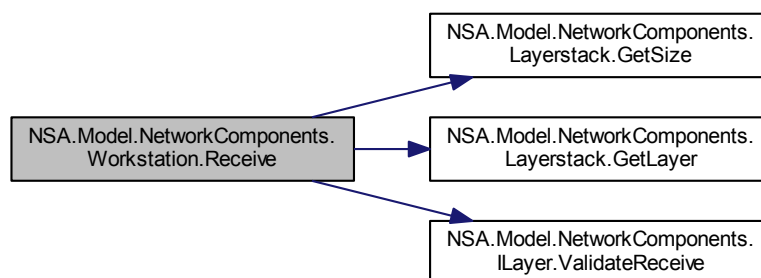 NSA.Model.NetworkComponents.
Layerstack.GetSize
NSA.Model.NetworkComponents.
Workstation.Receive
NSA.Model.NetworkComponents.
Layerstack.GetLayer
NSA.Model.NetworkComponents.
ILayer.ValidateReceive